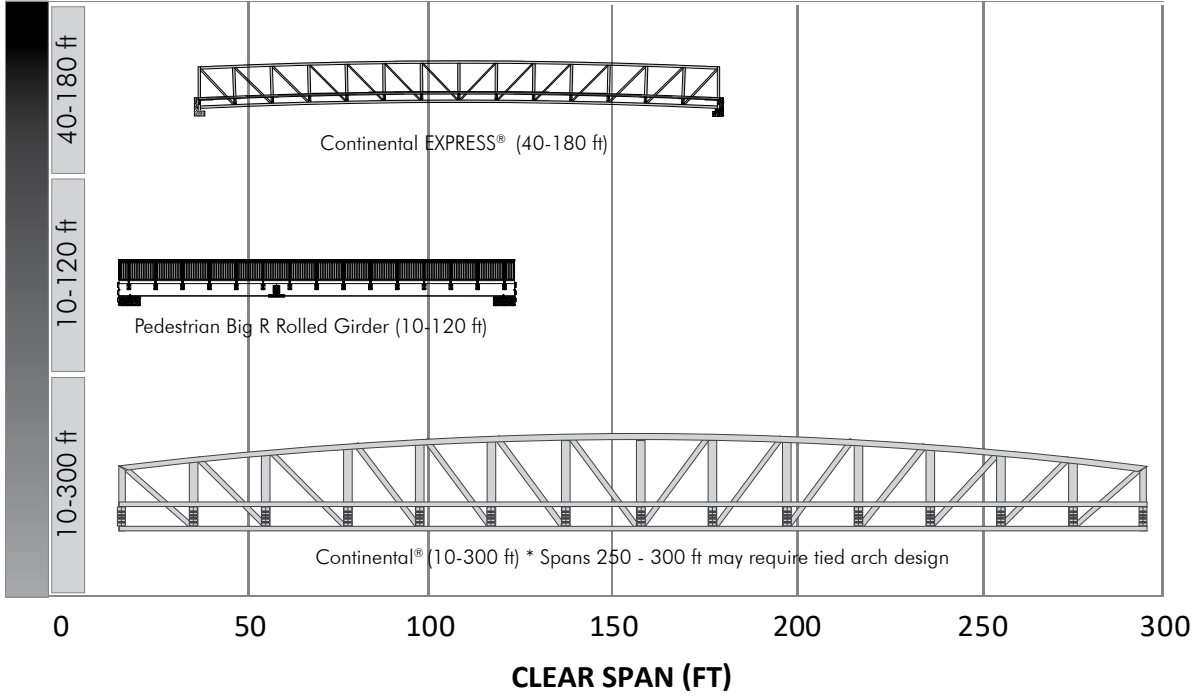 40-180 ft
Continental EXPRESS® (40-180 ft)
10-120 ft
Pedestrian Big R Rolled Girder (10-120 ft)
10-300 ft
Continental® (10-300 ft) * Spans 250 - 300 ft may require tied arch design
0 50 100 150 200 250 300
CLEAR SPAN (FT)